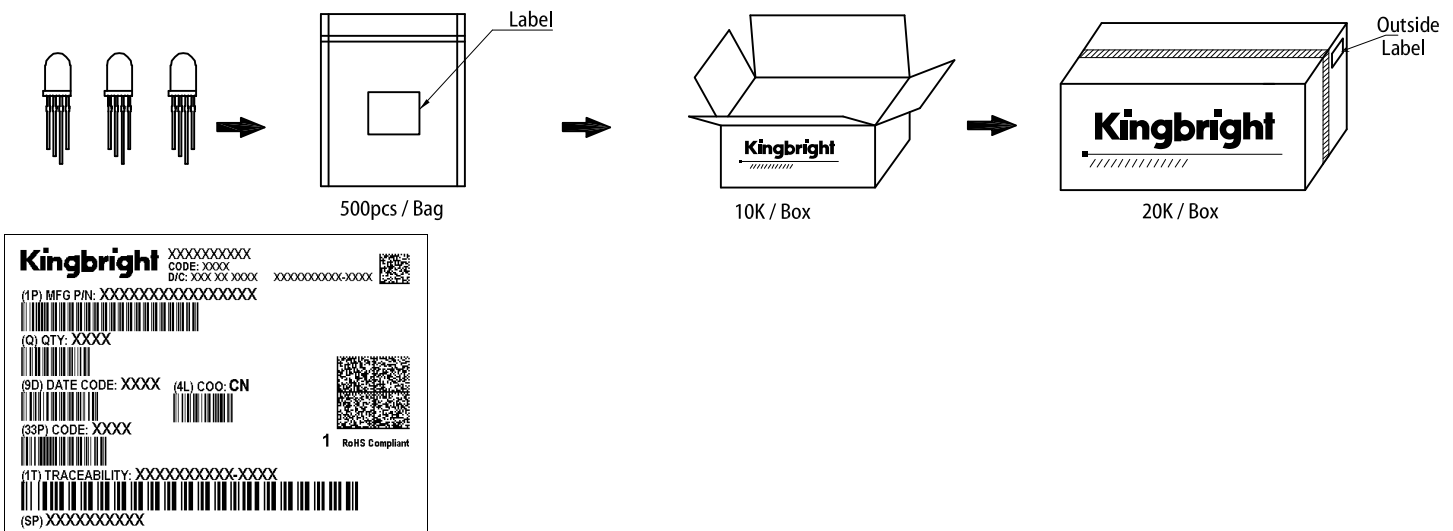 Label
Outside
Label
Kingbright
Kingbright
500pcs / Bag
10K / Box
20K / Box
Kingbright
XXXXXXXXXX
CODE: XXXX
D/C: XXX XX XXXX XXXXXXXXXX-XXXX
(1P) MFG P/N: XXXXXXXXXXXXXXXX
(Q) QTY: XXXX
(9D) DATE CODE: XXXX (4L) COO: CN
(33P) CODE: XXXX
1 RoHS Compliant
(1T) TRACEABILITY: XXXXXXXXXX-XXXX
(SP) XXXXXXXXXX